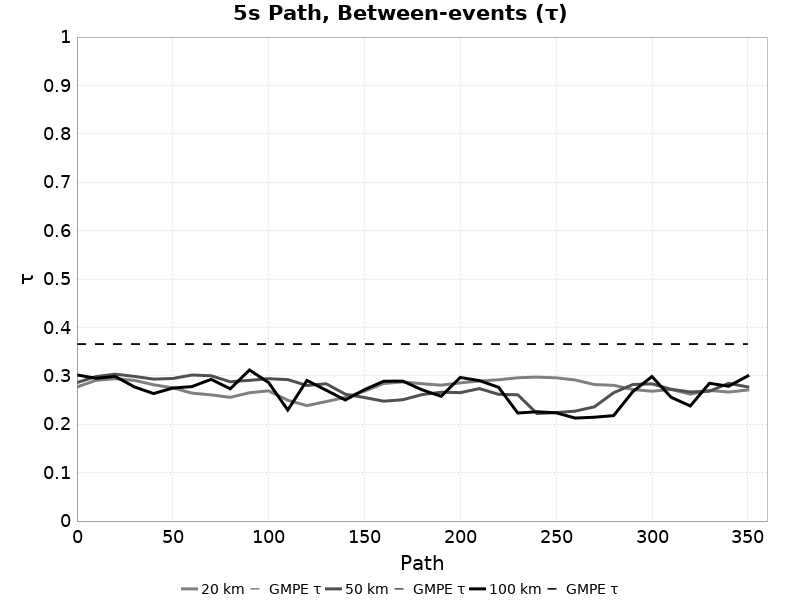 5s Path, Between-events (τ)
1
0.9
0.8
0.7
0.6
0.5
0.4
0.3
0.2
0.1
0
τ
0 50 100 150 200 250 300 350
Path
20 km GMPE τ 50 km GMPE τ 100 km GMPE τ